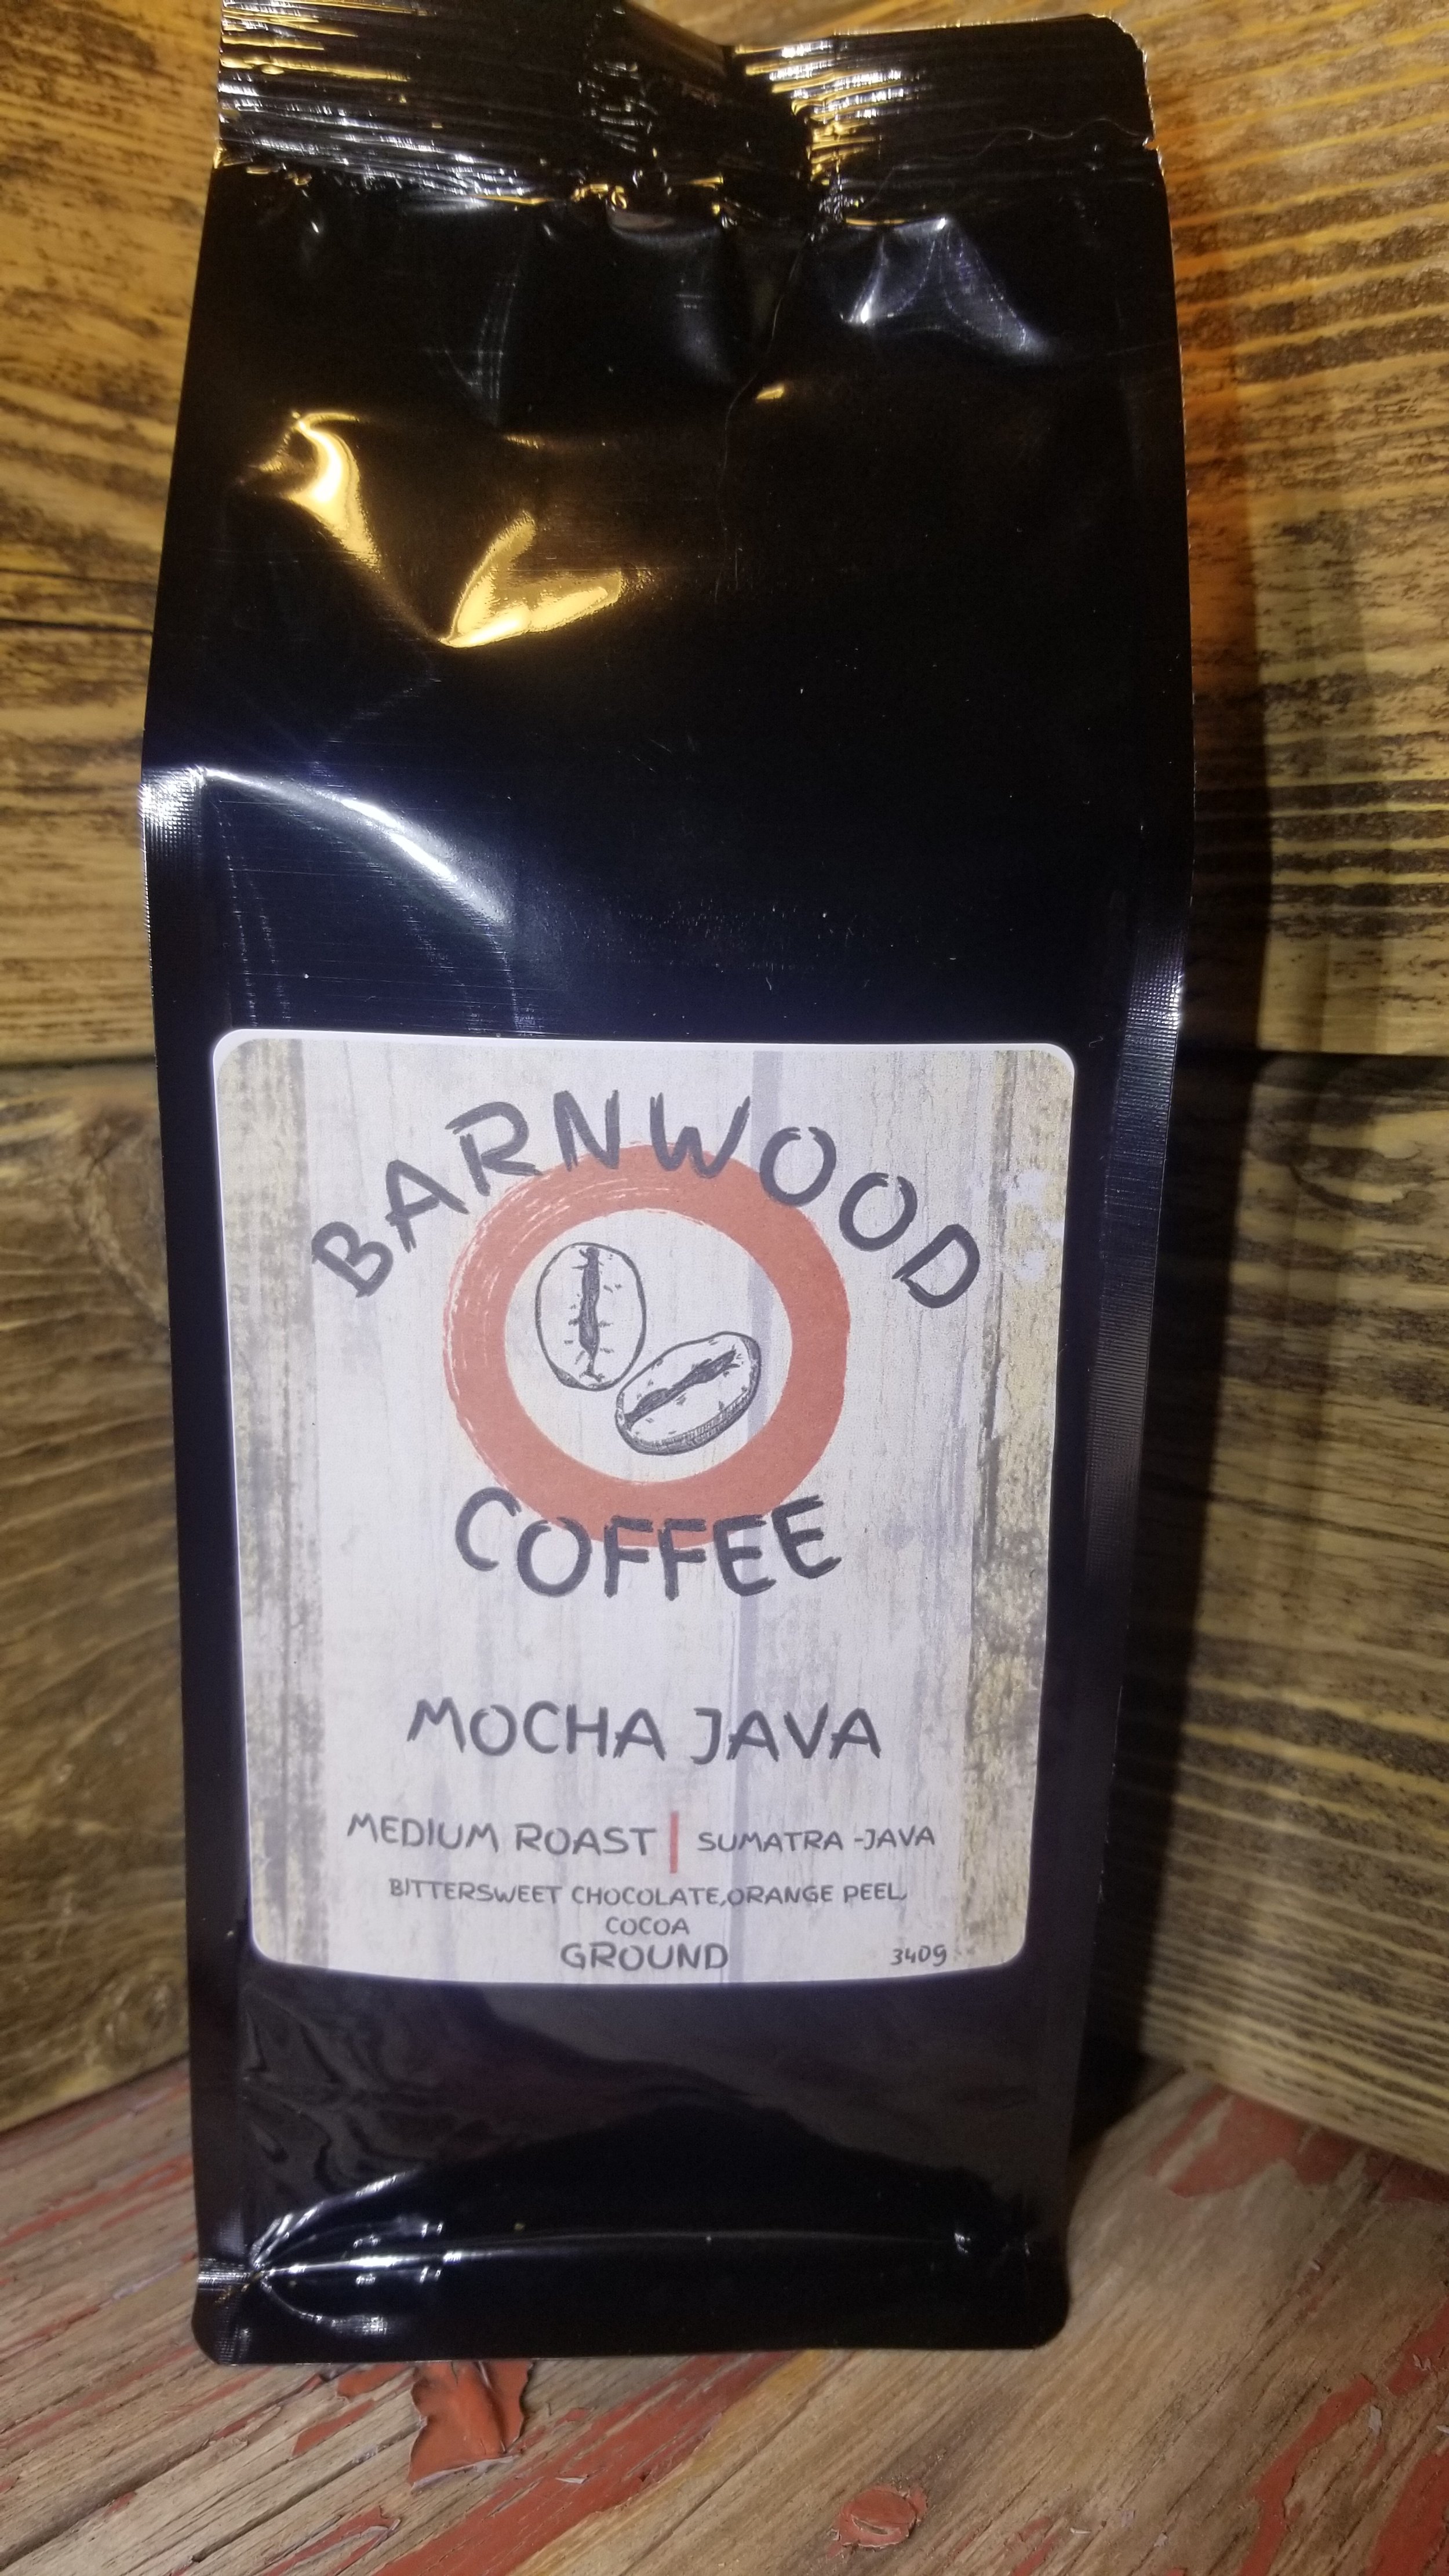 BARNWOOD
COFFEE
MOCHA JAVA
MEDIUM ROAST | SUMATRA -JAVA
BITTERSWEET CHOCOLATE,ORANGE PEEL,
COCOA
GROUND 340g